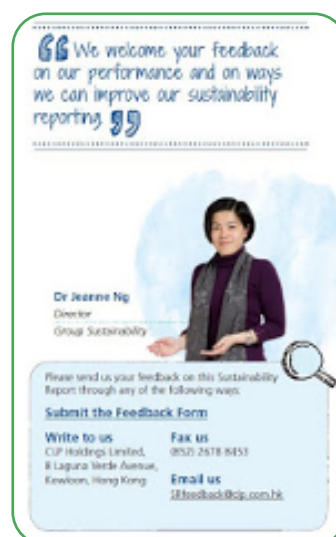 “ We welcome your feedback
on our performance and on ways
we can improve our sustainability
reporting. ”
Dr Jeanne Ng
Director
Group Sustainability
Please send us your feedback on this Sustainability
Report through any of the following ways:
Submit the Feedback Form
Write to us
CLP Holdings Limited,
8 Laguna Verde Avenue,
Kowloon, Hong Kong
Fax us
(852) 2678 8453
Email us
SRfeedback@clp.com.hk